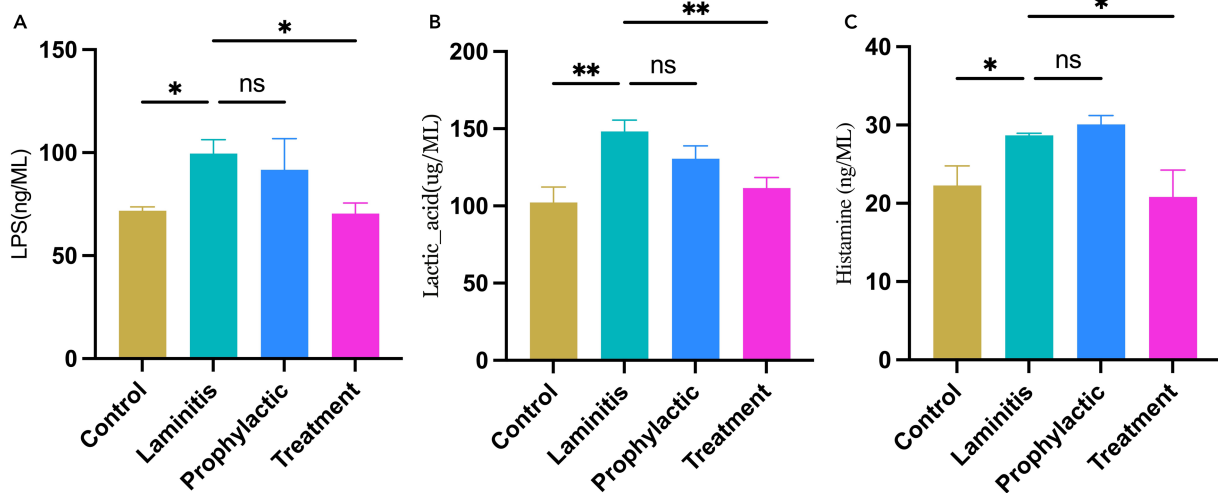 A
LPS(ng/ML)
150
100
50
0
*
ns
*
Control
Laminitis
Prophylactic
Treatment
B
Lactic_acid(ug/ML)
200
150
100
50
0
**
ns
**
Control
Laminitis
Prophylactic
Treatment
C
Histamine (ng/ML)
40
30
20
10
0
*
ns
*
Control
Laminitis
Prophylactic
Treatment